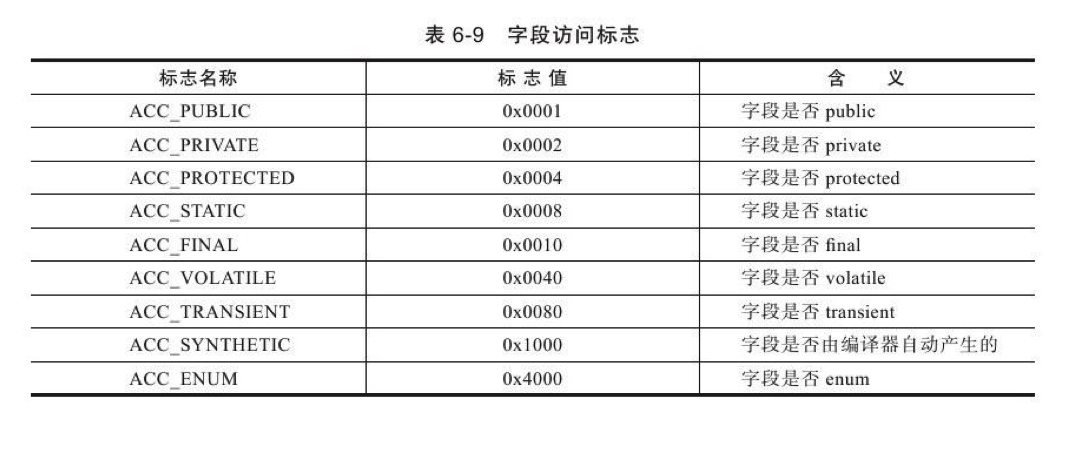 表 6-9 字段访问标志
标志名称 标 志 值 含 义
ACC_PUBLIC 0x0001 字段是否 public
ACC_PRIVATE 0x0002 字段是否 private
ACC_PROTECTED 0x0004 字段是否 protected
ACC_STATIC 0x0008 字段是否 static
ACC_FINAL 0x0010 字段是否 final
ACC_VOLATILE 0x0040 字段是否 volatile
ACC_TRANSIENT 0x0080 字段是否 transient
ACC_SYNTHETIC 0x1000 字段是否由编译器自动产生的
ACC_ENUM 0x4000 字段是否 enum